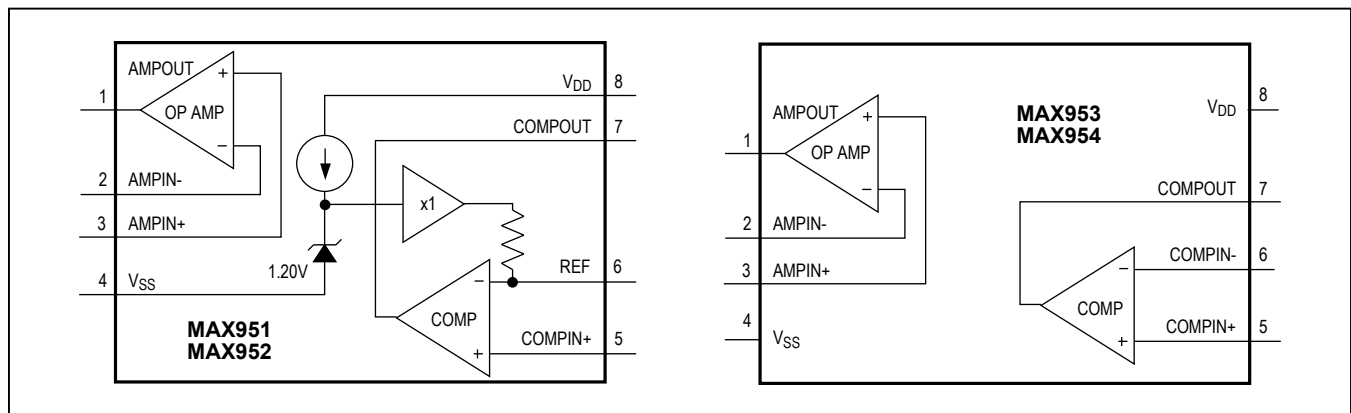 AMPOUT
+
1
OP AMP
−
2
AMPIN-
3
AMPIN+
4
VSS
1.20V
MAX951
MAX952
VDD
8
COMPOUT
7
x1
REF
6
−
COMP
+
COMPIN+
5
AMPOUT
+
1
OP AMP
−
2
AMPIN-
3
AMPIN+
4
VSS
MAX953
MAX954
VDD
8
COMPOUT
7
COMPIN-
6
−
COMP
+
COMPIN+
5